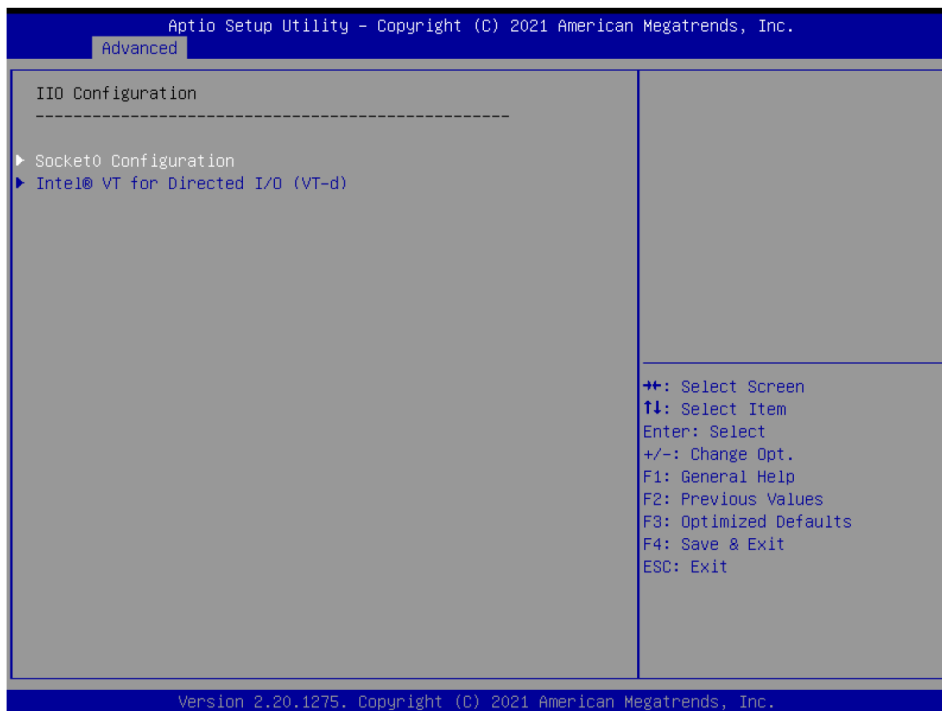 Aptio Setup Utility – Copyright (C) 2021 American Megatrends, Inc.
Advanced
IIO Configuration
--------------------------------------------------
▶ Socket0 Configuration
▶ Intel® VT for Directed I/O (VT-d)
→←: Select Screen
↑↓: Select Item
Enter: Select
+/-: Change Opt.
F1: General Help
F2: Previous Values
F3: Optimized Defaults
F4: Save & Exit
ESC: Exit
Version 2.20.1275. Copyright (C) 2021 American Megatrends, Inc.